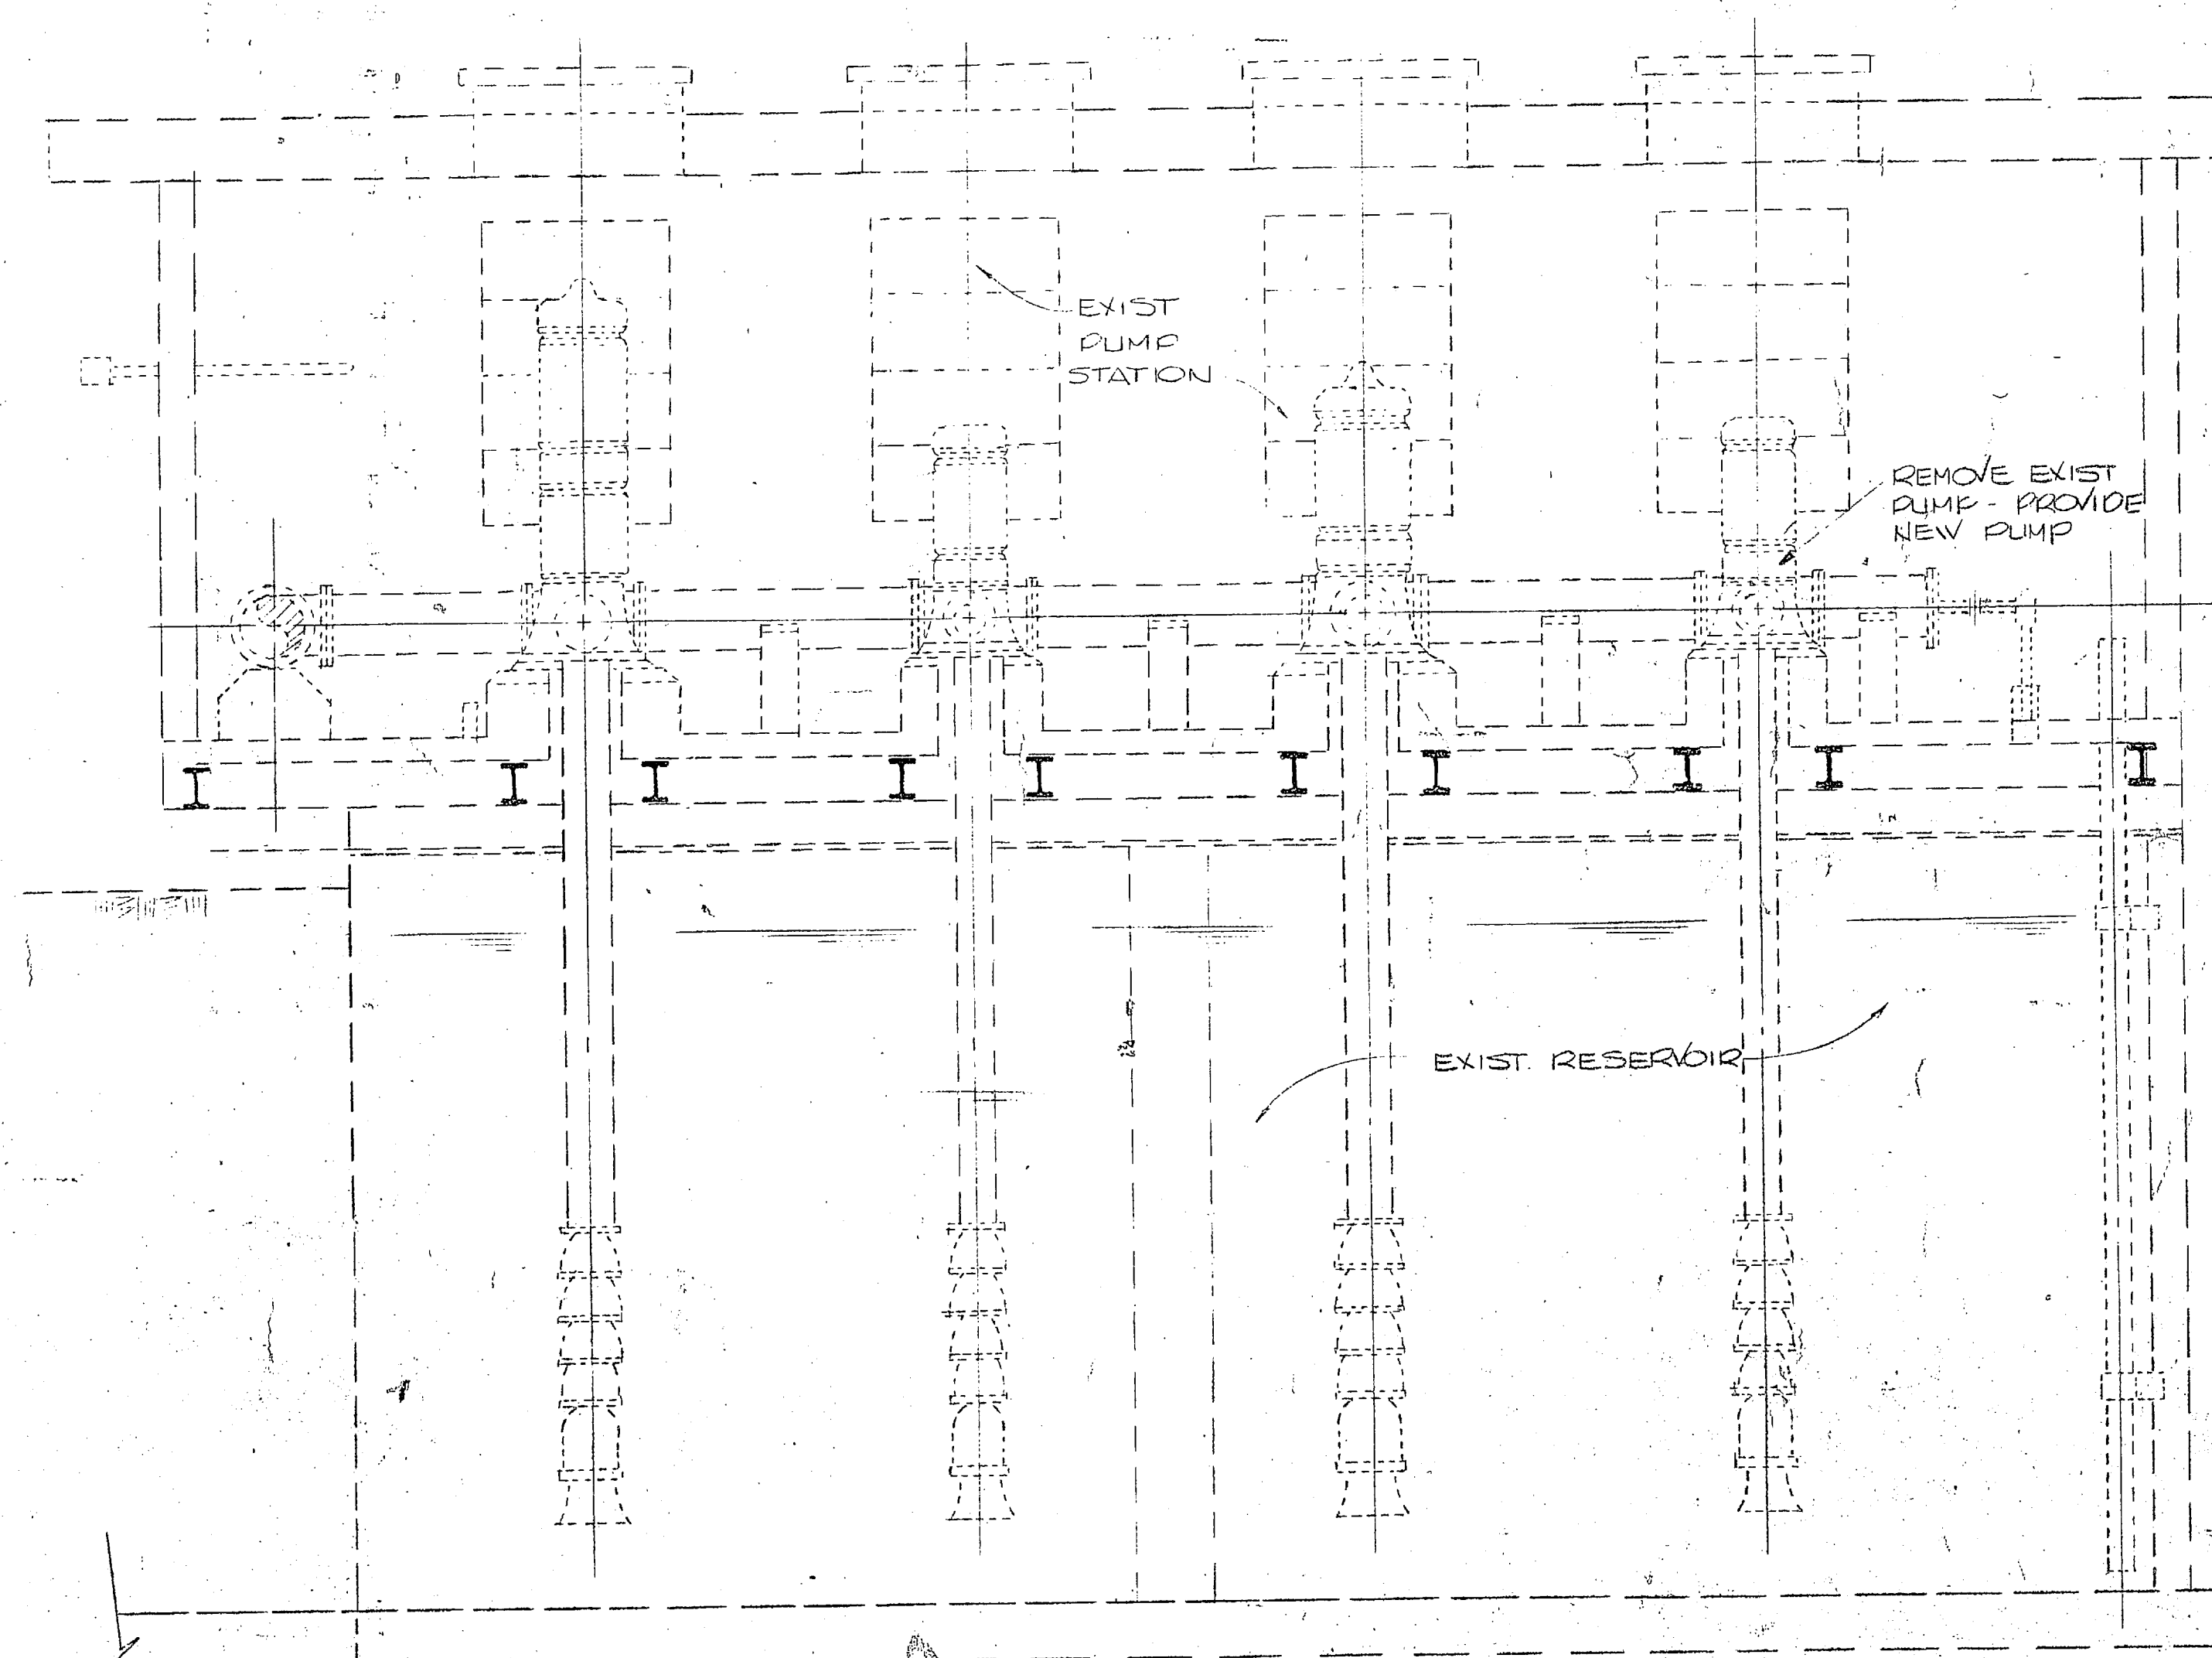 EXIST
PUMP
STATION
REMOVE EXIST
PUMP - PROVIDE
NEW PUMP
EXIST. RESERVOIR